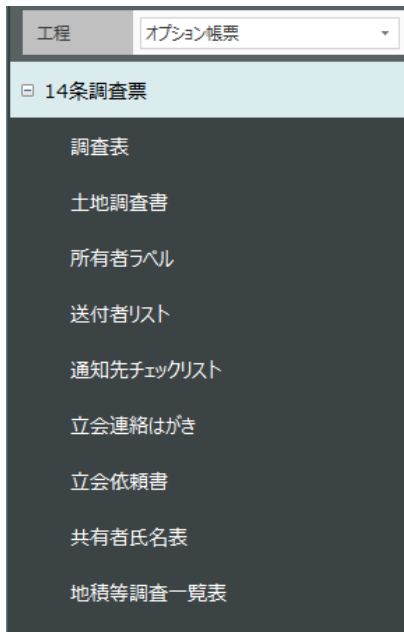 工程 オプション帳票
14条調査票
調査表
土地調査書
所有者ラベル
送付者リスト
通知先チェックリスト
立会連絡はがき
立会依頼書
共有者氏名表
地積等調査一覧表